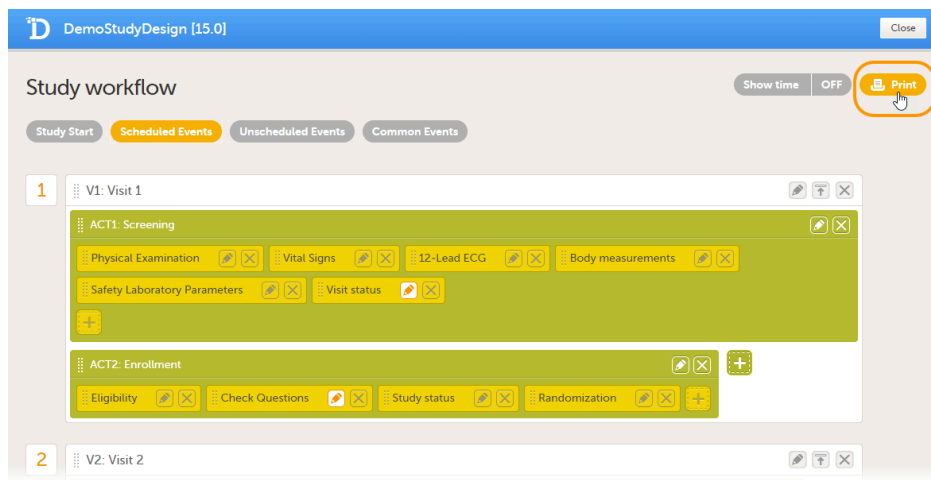 D DemoStudyDesign [15.0] Close
Study workflow Show time OFF Print
Study Start Scheduled Events Unscheduled Events Common Events
1 V1: Visit 1
ACT1: Screening
Physical Examination Vital Signs 12-Lead ECG Body measurements
Safety Laboratory Parameters Visit status
ACT2: Enrollment
Eligibility Check Questions Study status Randomization
2 V2: Visit 2